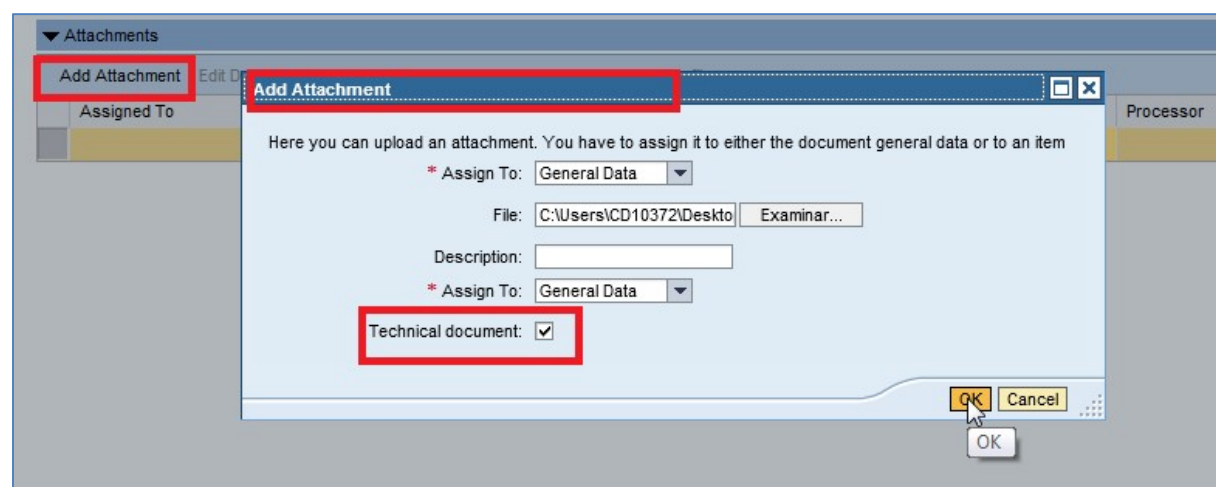 Attachments
Add Attachment Edit D
Add Attachment
Assigned To
Processor
Here you can upload an attachment. You have to assign it to either the document general data or to an item
* Assign To: General Data
File: C:\Users\CD10372\Deskto Examinar...
Description:
* Assign To: General Data
Technical document:
OK Cancel
OK